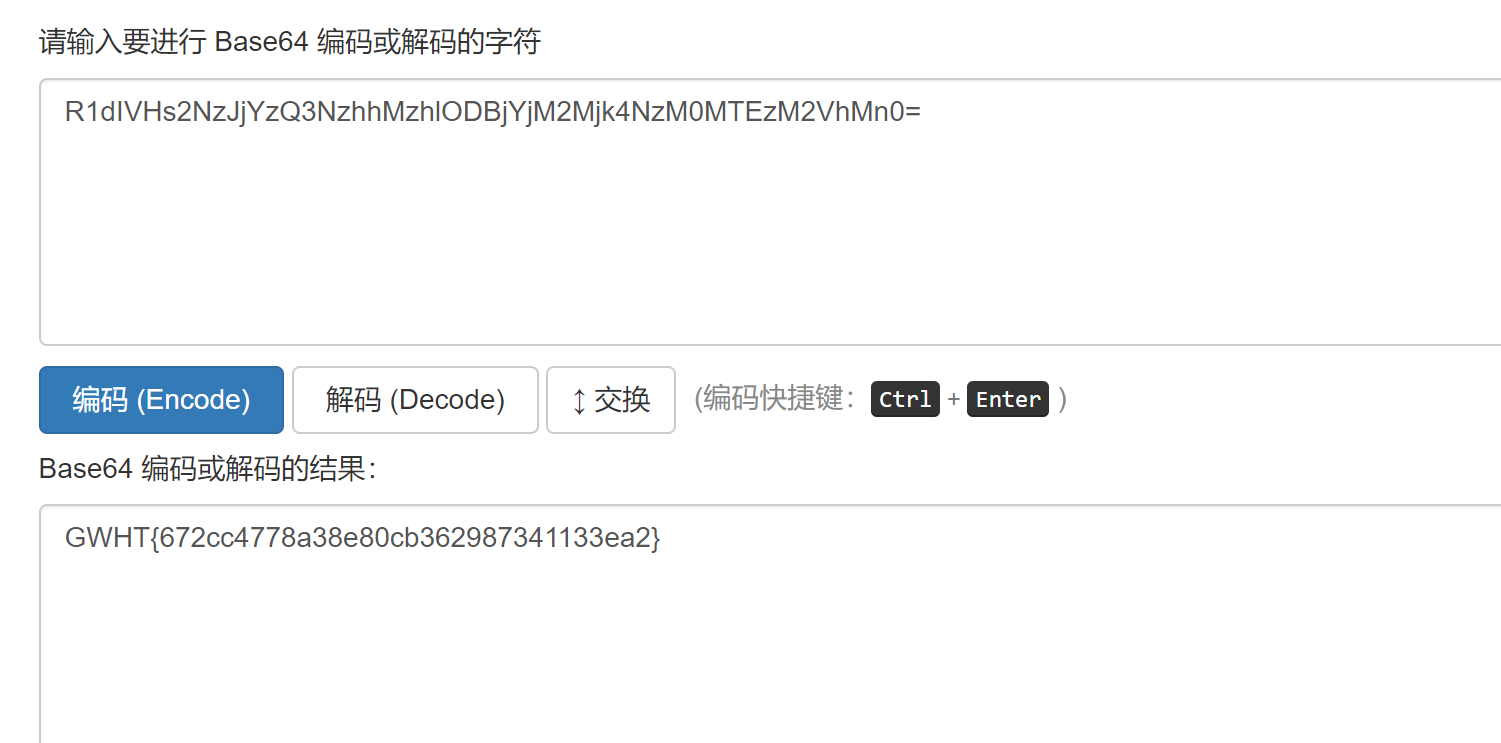 请输入要进行 Base64 编码或解码的字符
R1dIVHs2NzJjYzQ3NzhhMzhlODBjYjM2Mjk4NzM0MTEzM2VhMn0=
编码 (Encode) 解码 (Decode) ↕ 交换 (编码快捷键： Ctrl + Enter )
Base64 编码或解码的结果：
GWHT{672cc4778a38e80cb362987341133ea2}